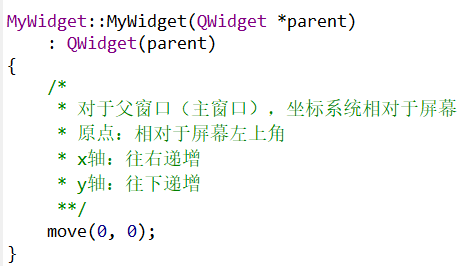 MyWidget::MyWidget(QWidget *parent)
    : QWidget(parent)
{
    /*
     * 对于父窗口（主窗口），坐标系统相对于屏幕
     * 原点：相对于屏幕左上角
     * x轴：往右递增
     * y轴：往下递增
     **/
    move(0, 0);
}